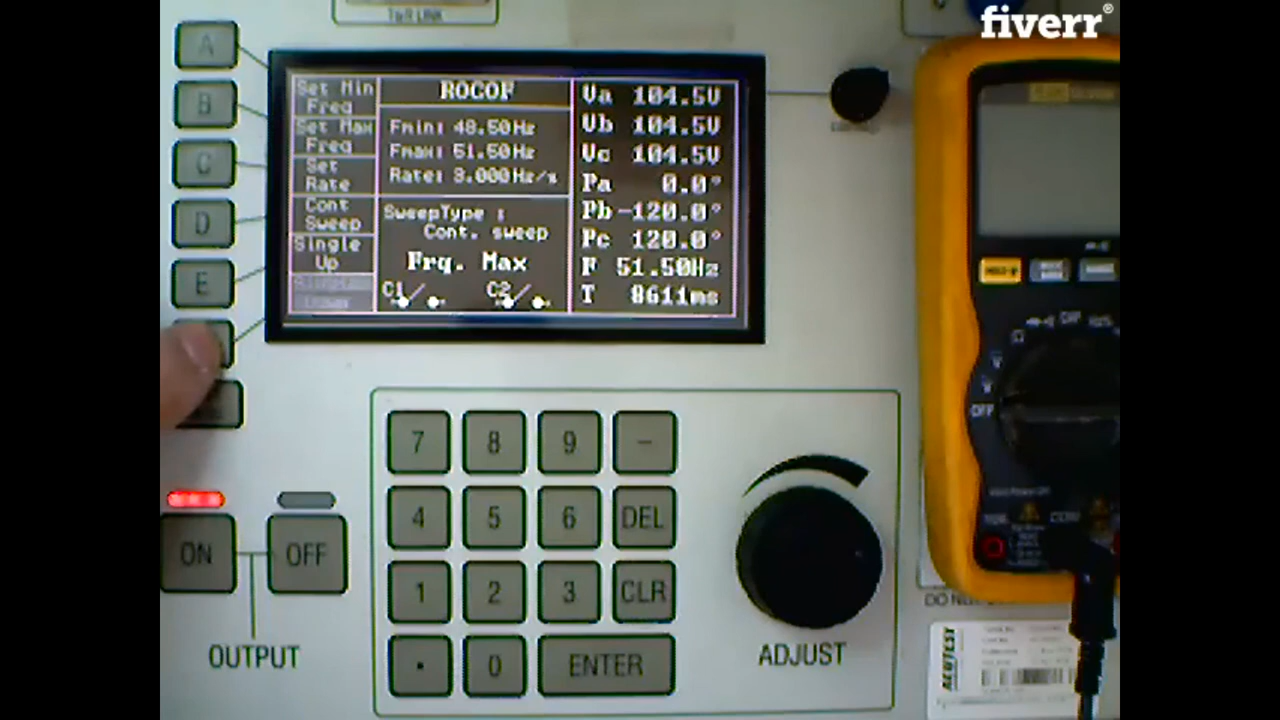 fiverr®
A
B
C
D
E
Set Min
Freq
Set Max
Freq
Set
Rate
Cont
Sweep
Single
Up
ROCOF
Fmin: 48.50Hz
Fmax: 51.50Hz
Rate: 3.000Hz/s
SweepType :
Cont. sweep
Frq. Max
C1 C2
Va 104.5V
Vb 104.5V
Vc 104.5V
Pa 0.0°
Pb -120.0°
Pc 120.0°
F 51.50Hz
T 8611ms
7 8 9 -
4 5 6 DEL
1 2 3 CLR
. 0 ENTER
ON OFF
OUTPUT
ADJUST
OFF
COM